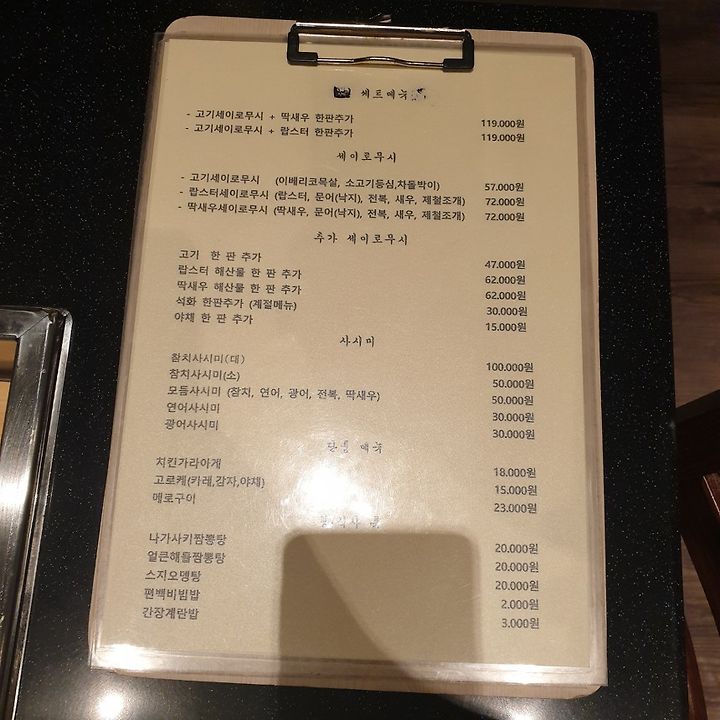 세트메뉴
- 고기세이로무시 + 딱새우 한판추가 119.000원
- 고기세이로무시 + 랍스터 한판추가 119.000원
세이로무시
- 고기세이로무시 (이베리코목살, 소고기등심,차돌박이) 57.000원
- 랍스터세이로무시 (랍스터, 문어(낙지), 전복, 새우, 제철조개) 72.000원
- 딱새우세이로무시 (딱새우, 문어(낙지), 전복, 새우, 제철조개) 72.000원
추가 세이로무시
고기 한 판 추가 47.000원
랍스터 해산물 한 판 추가 62.000원
딱새우 해산물 한 판 추가 62.000원
석화 한판추가 (계절메뉴) 30.000원
야채 한 판 추가 15.000원
사시미
참치사시미(대) 100.000원
참치사시미(소) 50.000원
모듬사시미 (참치, 연어, 광어, 전복, 딱새우) 50.000원
연어사시미 30.000원
광어사시미 30.000원
단품 메뉴
치킨가라아게 18.000원
고로케(카레,감자,야채) 15.000원
메로구이 23.000원
나가사키짬뽕탕 20.000원
얼큰해물짬뽕탕 20.000원
스지오뎅탕 20.000원
편백비빔밥 2.000원
간장계란밥 3.000원